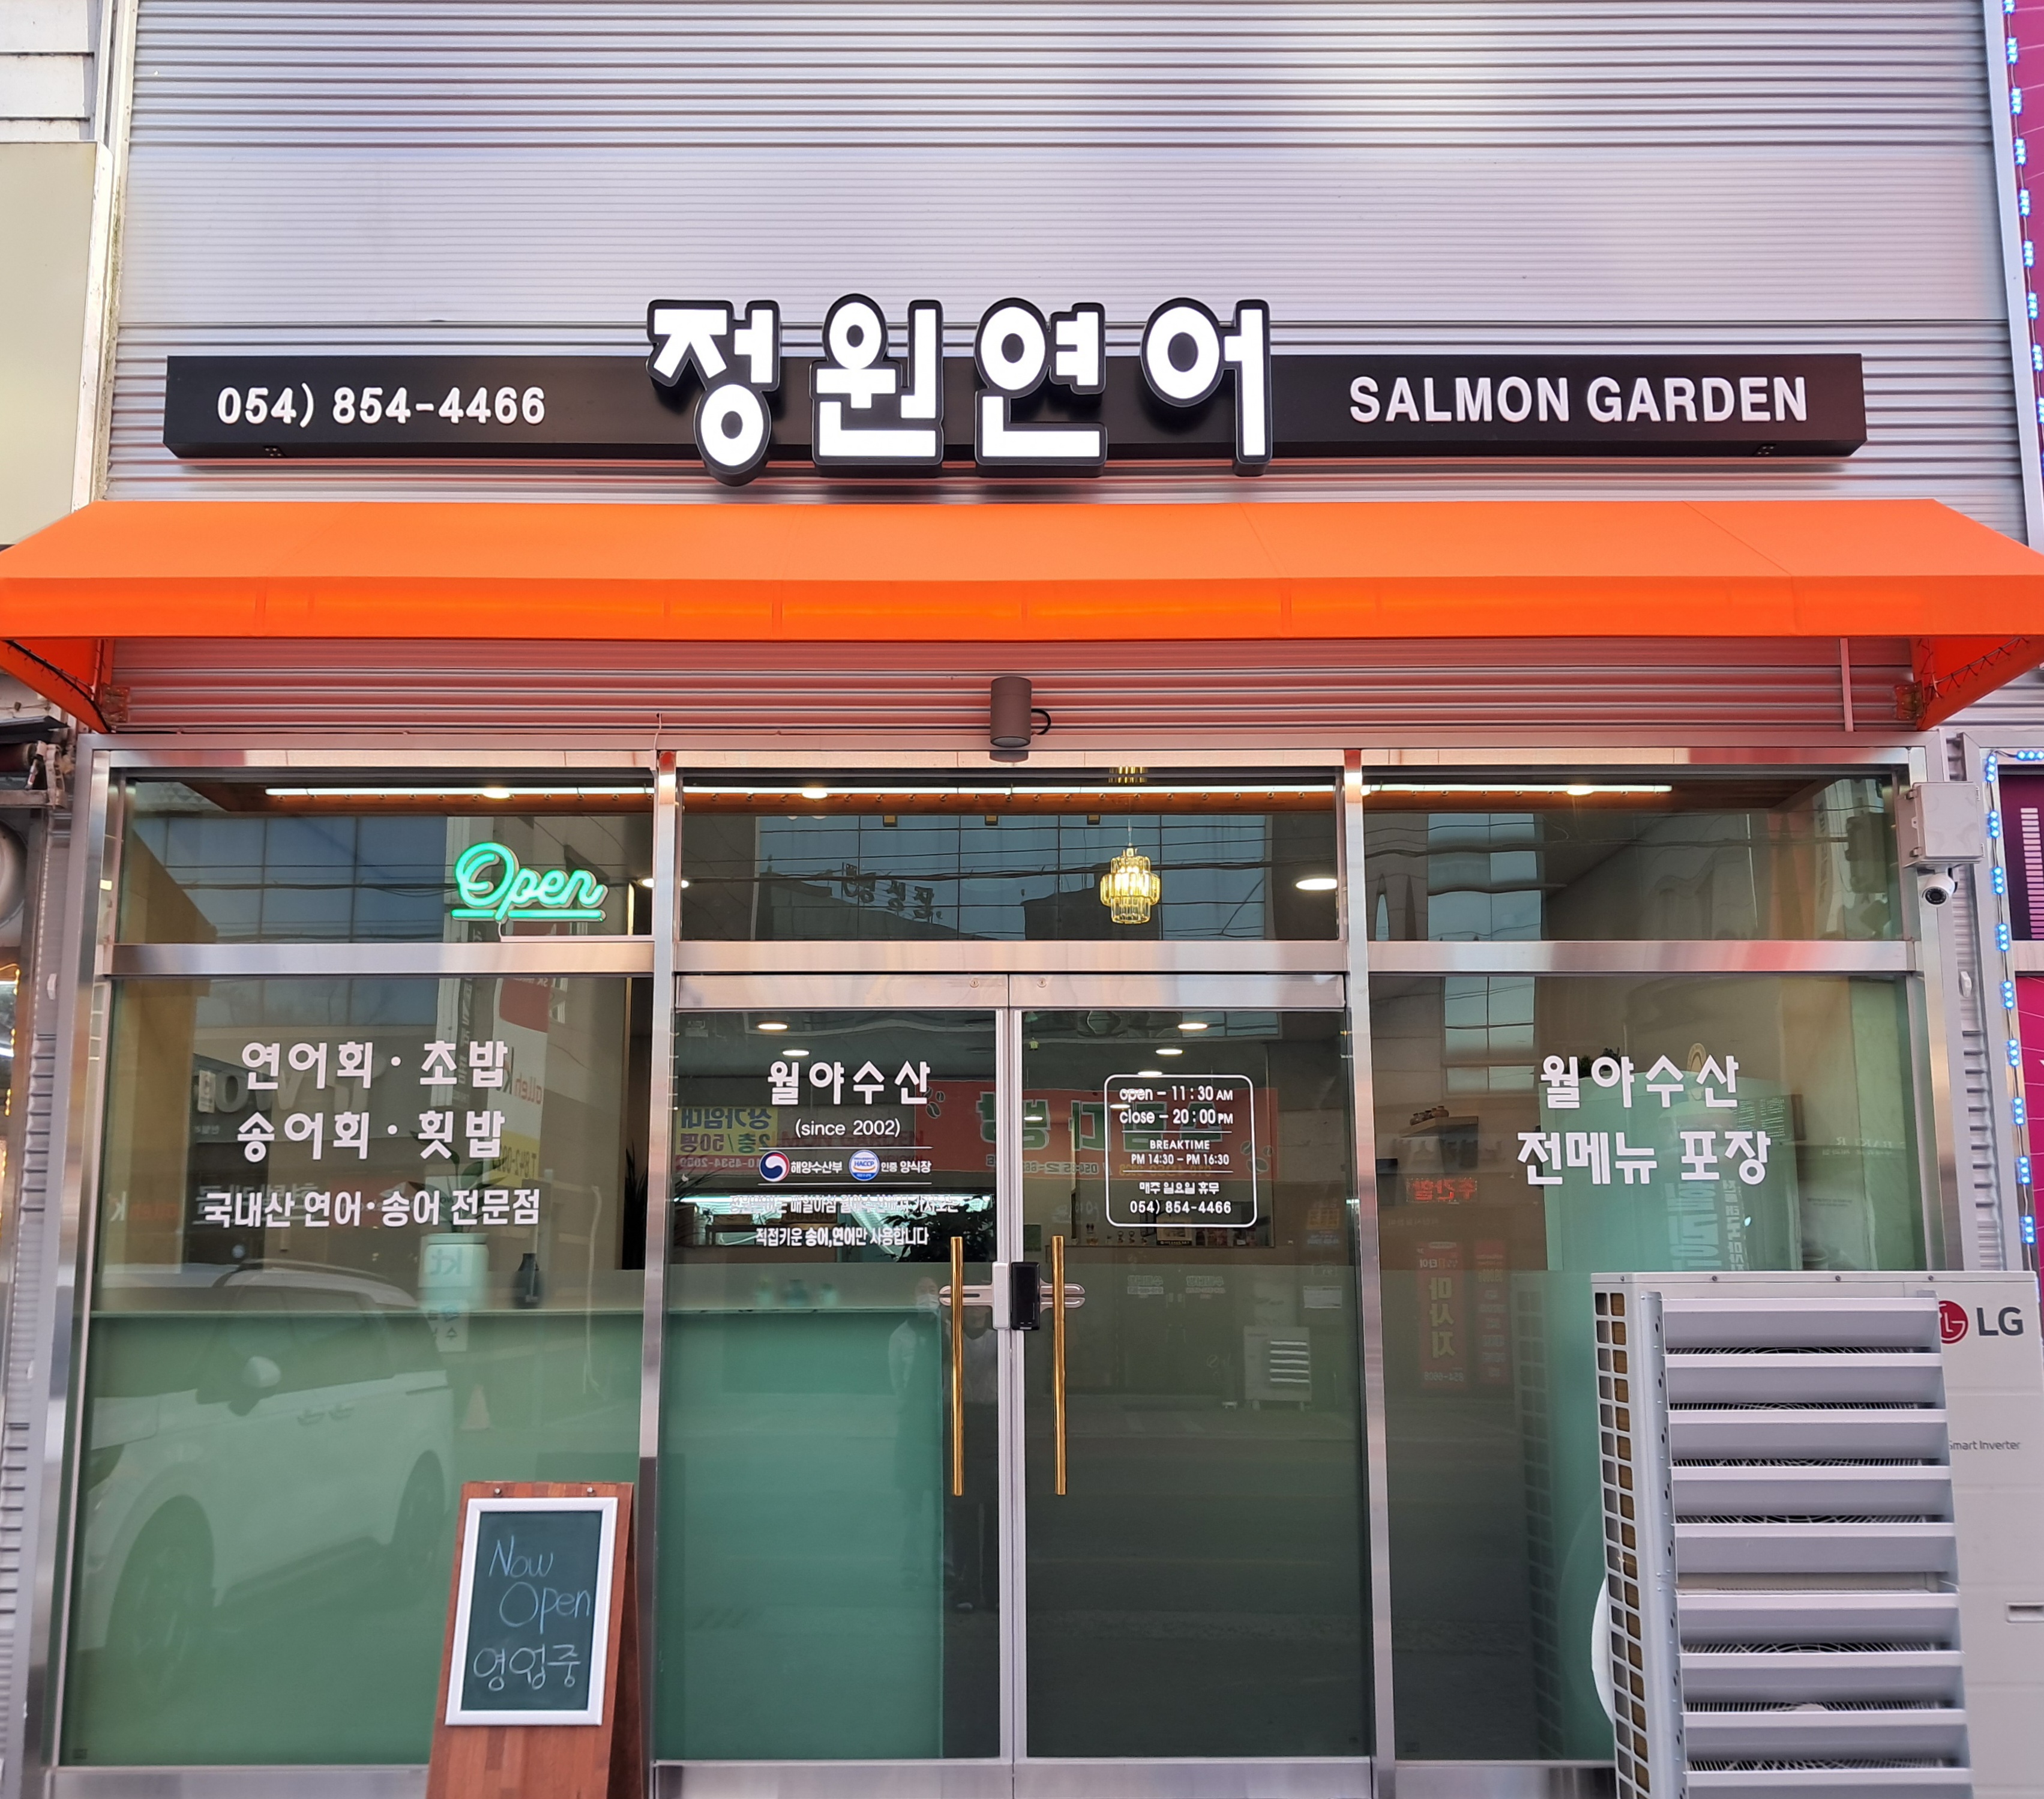 054) 854-4466
정원연어
SALMON GARDEN
Open
연어회 · 초밥
송어회 · 횟밥
국내산 연어·송어 전문점
월야수산
(since 2002)
해양수산부 HACCP 인증 양식장
직접키운 송어,연어만 사용합니다
open - 11 : 30 AM
close - 20 : 00 PM
BREAKTIME
PM 14:30 - PM 16:30
매주 일요일 휴무
054) 854-4466
월야수산
전메뉴 포장
LG
Smart Inverter
Now
Open
영업중